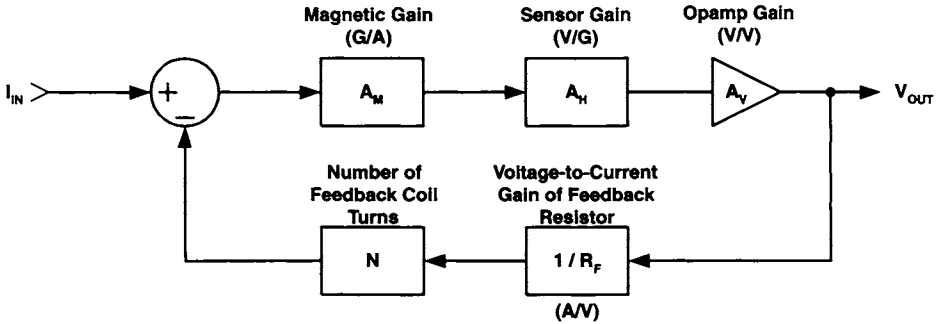 Magnetic Gain
(G/A)
Sensor Gain
(V/G)
Opamp Gain
(V/V)
I_IN
+
−
A_M
A_H
A_V
V_OUT
Number of
Feedback Coil
Turns
Voltage-to-Current
Gain of Feedback
Resistor
N
1 / R_F
(A/V)